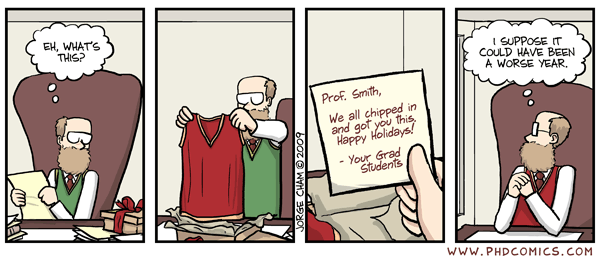 EH, WHAT'S
THIS?
JORGE CHAM © 2009
Prof. Smith,
We all chipped in
and got you this.
Happy Holidays!
- Your Grad
Students
I SUPPOSE IT
COULD HAVE BEEN
A WORSE YEAR.
WWW.PHDCOMICS.COM